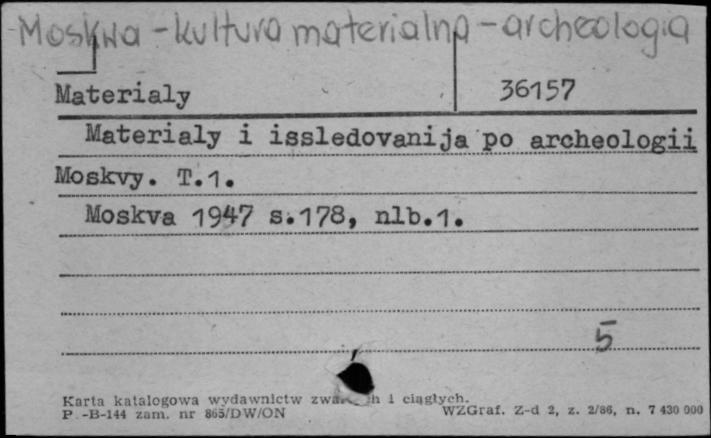 Moskwa - kultura materialna - archeologia
Materialy 36157
Materialy i issledovanija po archeologii
Moskvy. T.1.
Moskva 1947 s.178, nlb.1.
5
Karta katalogowa wydawnictw i ciągłych.
P.-B-144 zam. nr 865/DW/ON WZGraf. Z-d 2, z. 2/86, n. 7 430 000